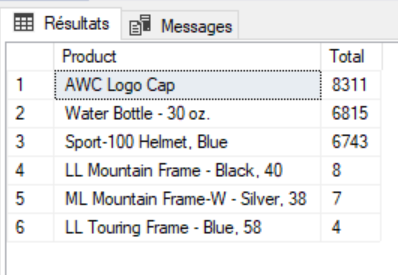 Résultats Messages
Product Total
1 AWC Logo Cap 8311
2 Water Bottle - 30 oz. 6815
3 Sport-100 Helmet, Blue 6743
4 LL Mountain Frame - Black, 40 8
5 ML Mountain Frame-W - Silver, 38 7
6 LL Touring Frame - Blue, 58 4